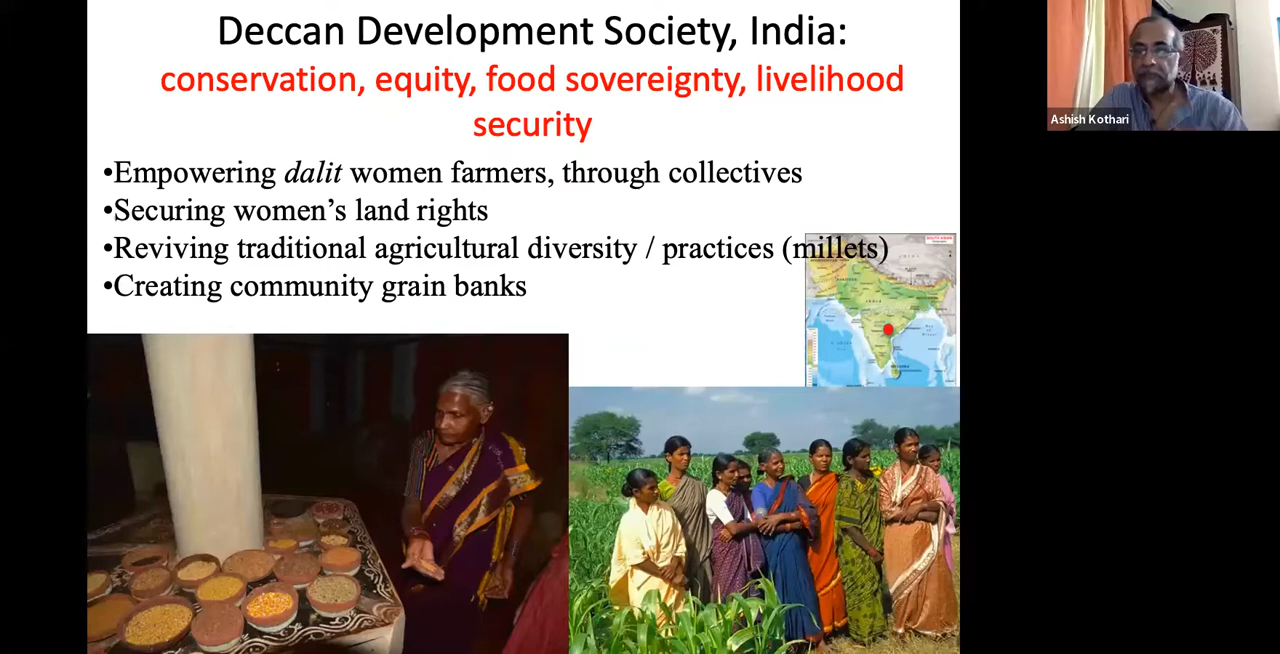 Deccan Development Society, India:
conservation, equity, food sovereignty, livelihood
security
•Empowering dalit women farmers, through collectives
•Securing women's land rights
•Reviving traditional agricultural diversity / practices (millets)
•Creating community grain banks
Ashish Kothari